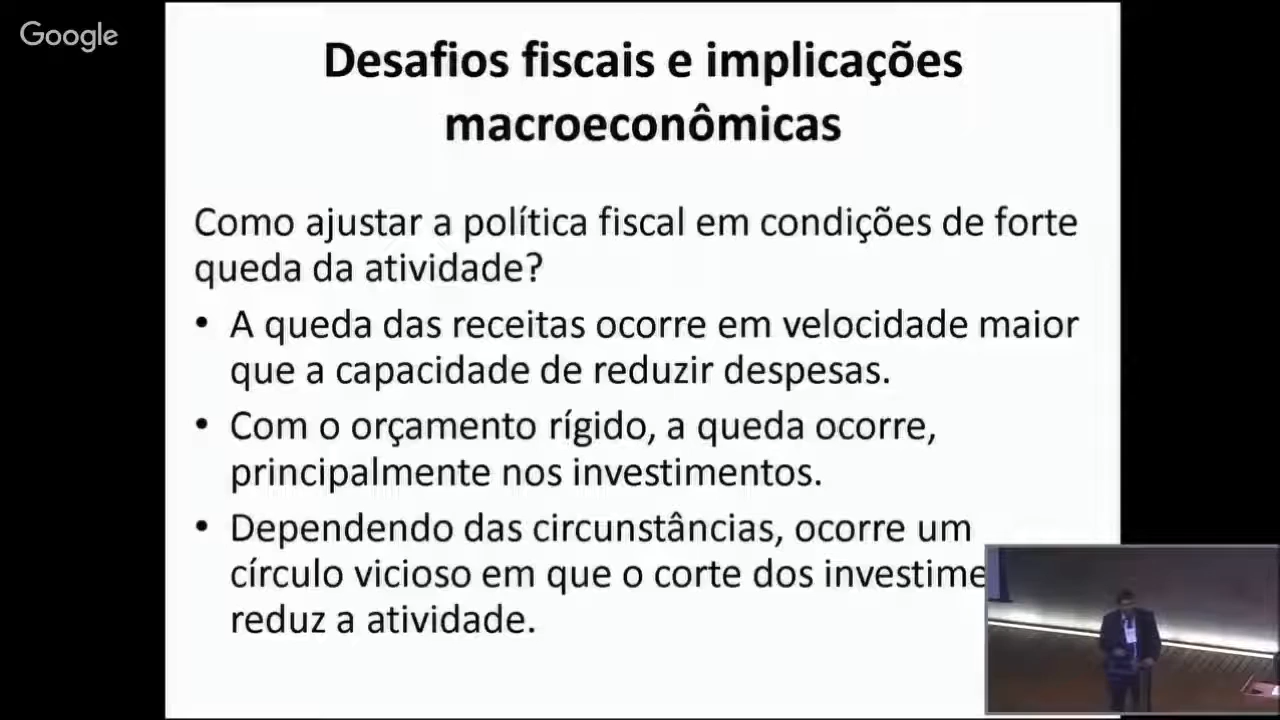 Google
Desafios fiscais e implicações
macroeconômicas
Como ajustar a política fiscal em condições de forte
queda da atividade?
• A queda das receitas ocorre em velocidade maior
que a capacidade de reduzir despesas.
• Com o orçamento rígido, a queda ocorre,
principalmente nos investimentos.
• Dependendo das circunstâncias, ocorre um
círculo vicioso em que o corte dos
reduz a atividade.